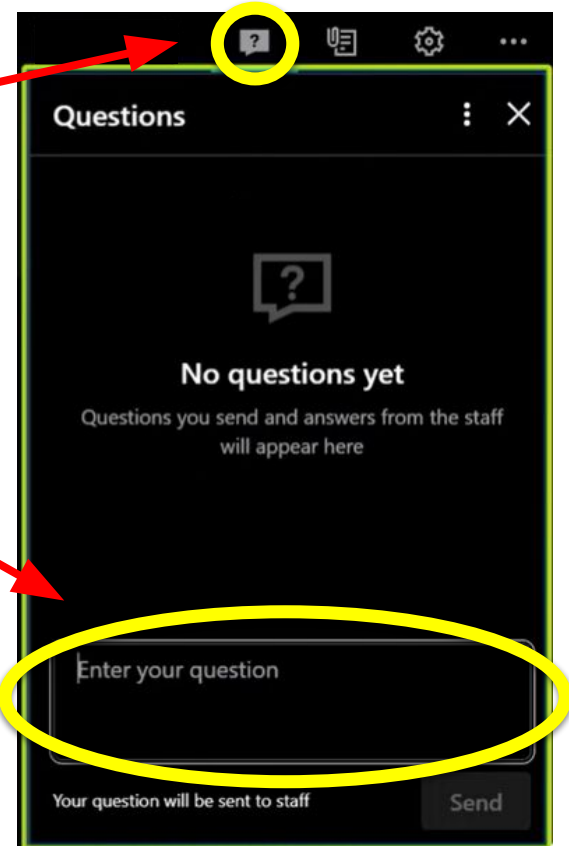 Questions
No questions yet
Questions you send and answers from the staff
will appear here
Enter your question
Your question will be sent to staff
Send